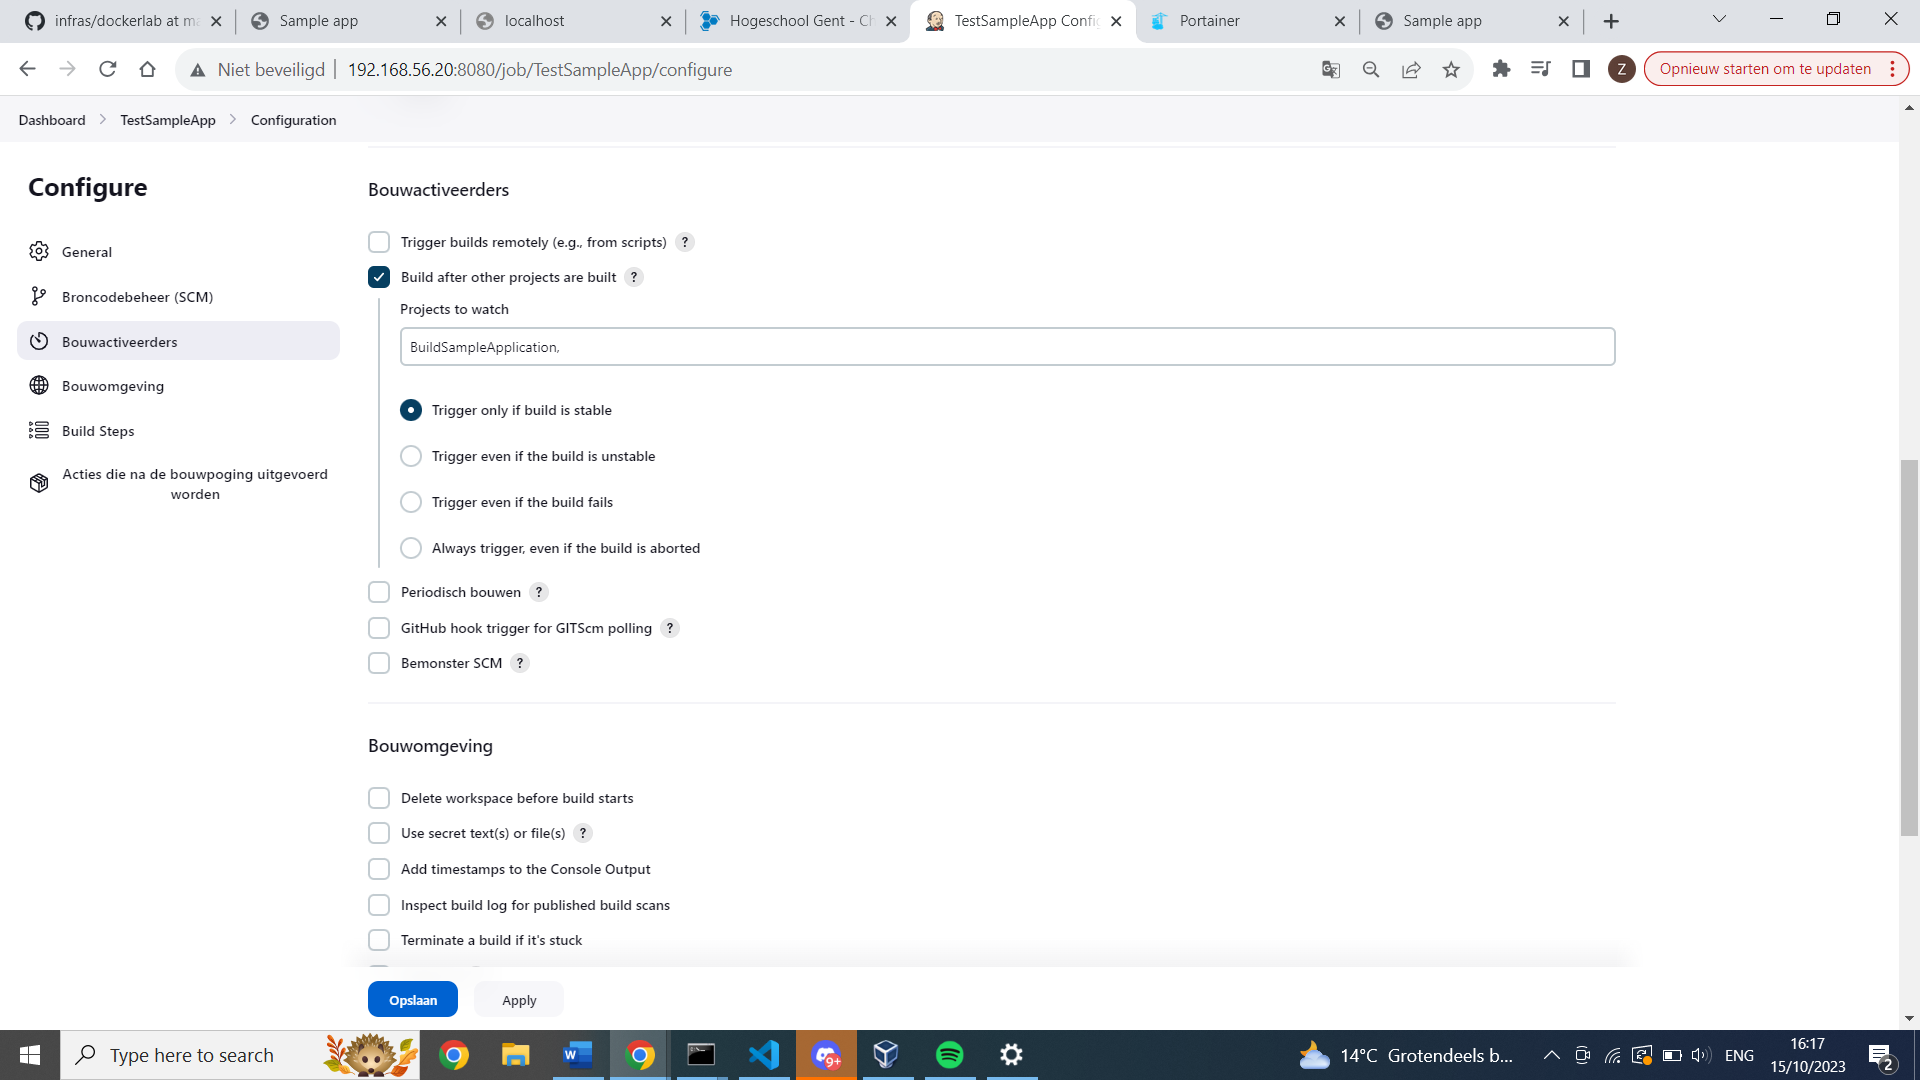 infras/dockerlab at ma
Sample app
localhost
Hogeschool Gent - Ch
TestSampleApp Config
Portainer
Sample app
Niet beveiligd
192.168.56.20:8080/job/TestSampleApp/configure
Z
Opnieuw starten om te updaten
Dashboard
TestSampleApp
Configuration
Configure
General
Broncodebeheer (SCM)
Bouwactiveerders
Bouwomgeving
Build Steps
Acties die na de bouwpoging uitgevoerd
worden
Bouwactiveerders
Trigger builds remotely (e.g., from scripts) ?
Build after other projects are built ?
Projects to watch
BuildSampleApplication,
Trigger only if build is stable
Trigger even if the build is unstable
Trigger even if the build fails
Always trigger, even if the build is aborted
Periodisch bouwen ?
GitHub hook trigger for GITScm polling ?
Bemonster SCM ?
Bouwomgeving
Delete workspace before build starts
Use secret text(s) or file(s) ?
Add timestamps to the Console Output
Inspect build log for published build scans
Terminate a build if it's stuck
Opslaan
Apply
Type here to search
9+
14°C Grotendeels b...
ENG
16:17
15/10/2023
2